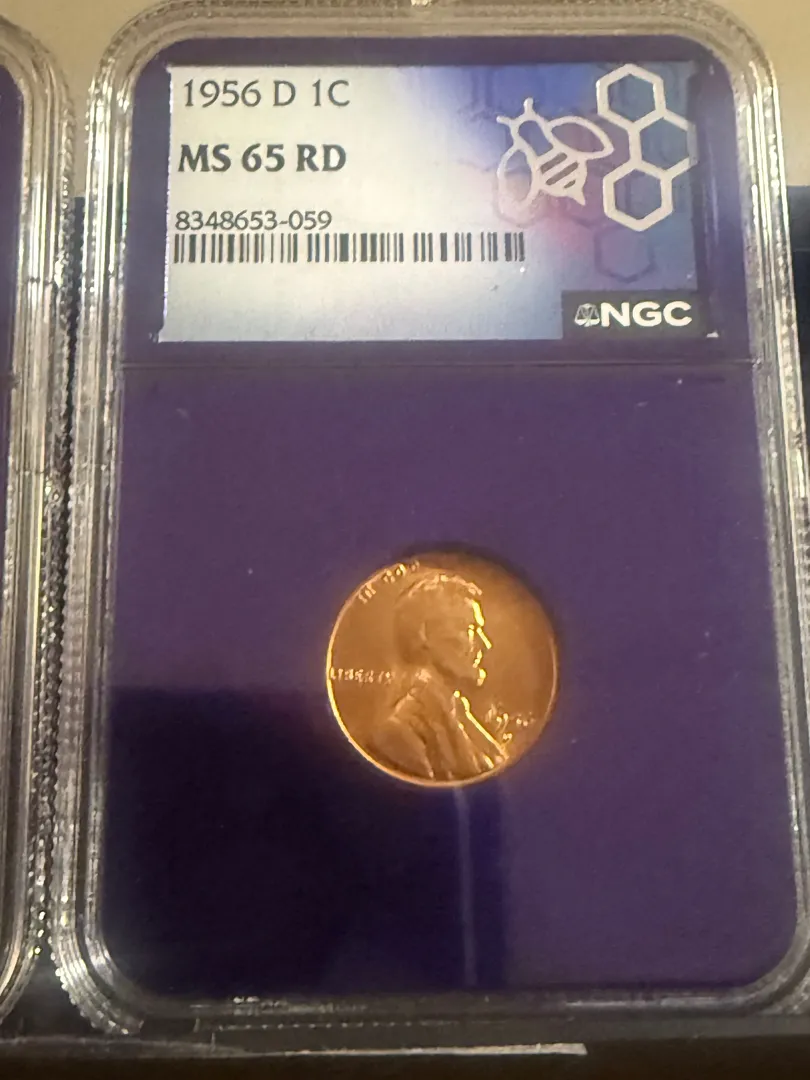 1956 D 1C
MS 65 RD
8348653-059
NGC
LIBERTY